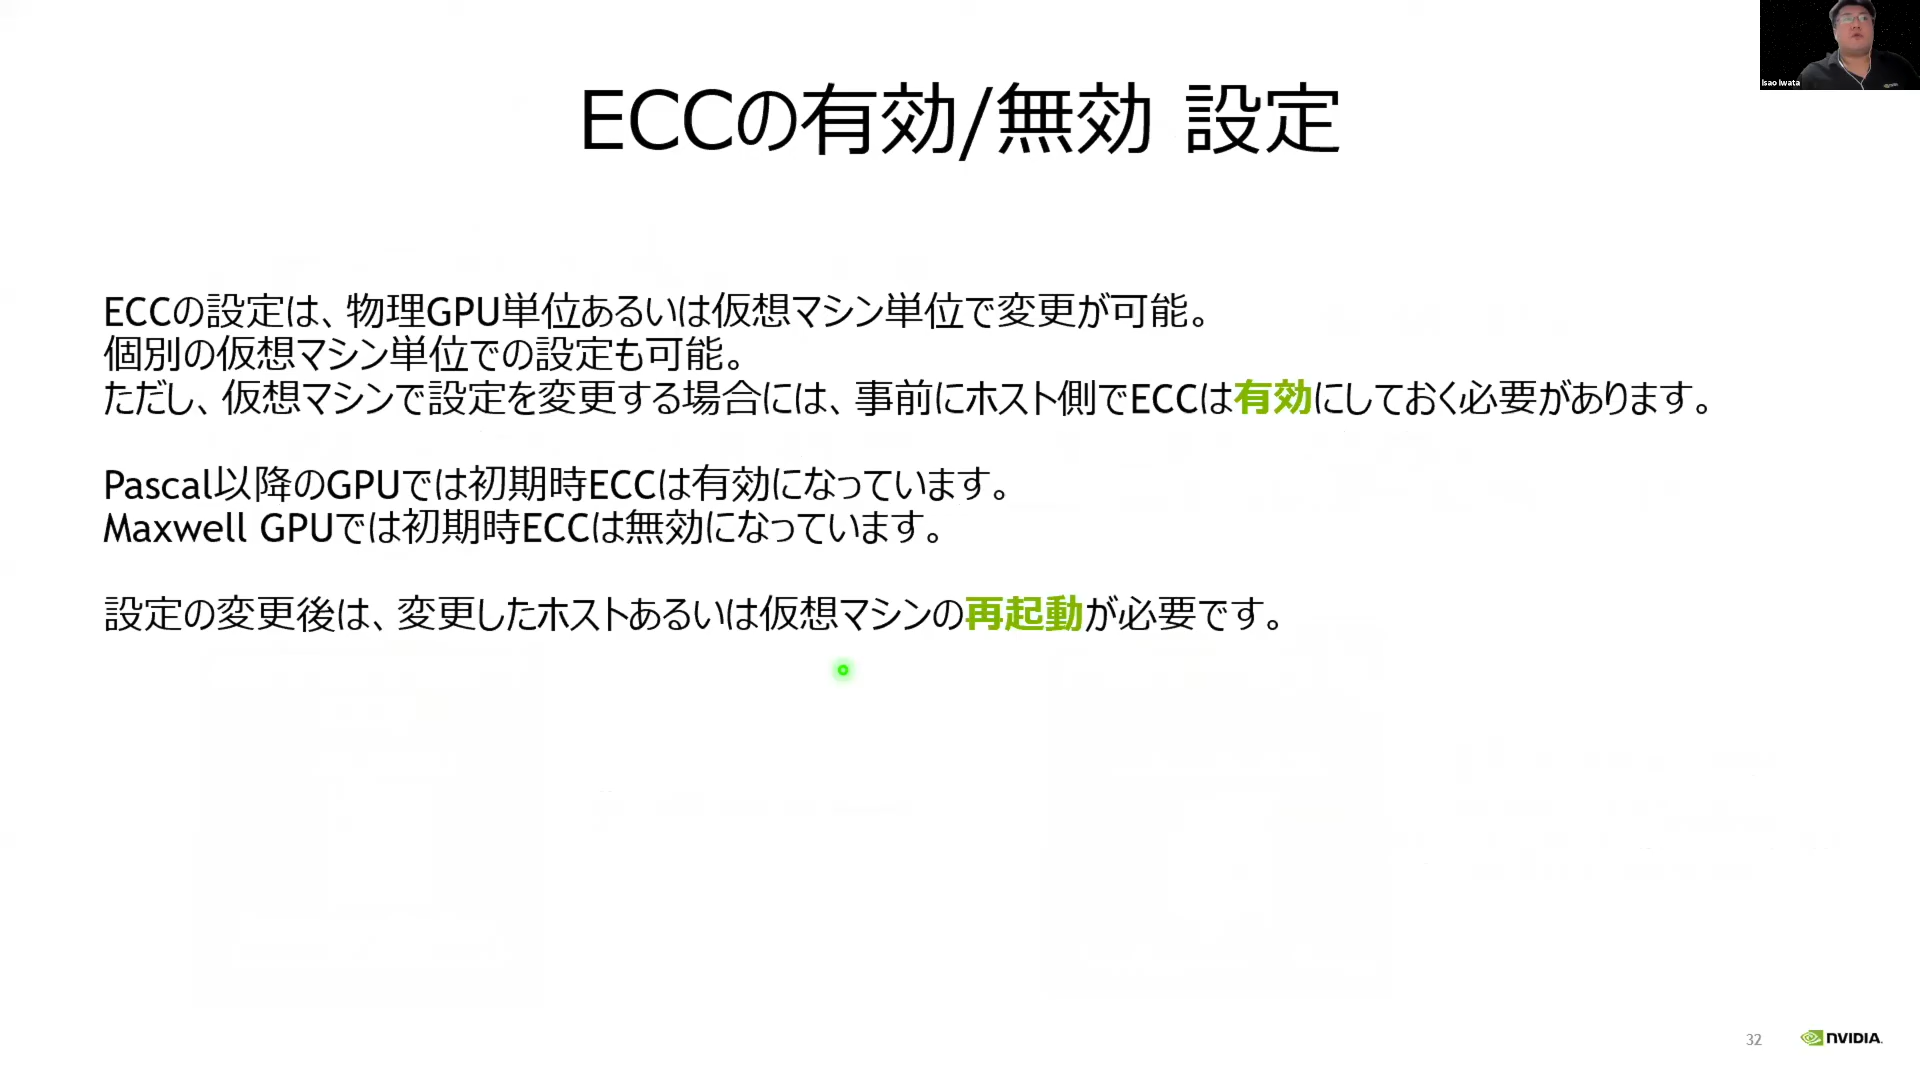 Isao Iwata
ECCの有効/無効 設定
ECCの設定は、物理GPU単位あるいは仮想マシン単位で変更が可能。
個別の仮想マシン単位での設定も可能。
ただし、仮想マシンで設定を変更する場合には、事前にホスト側でECCは有効にしておく必要があります。
Pascal以降のGPUでは初期時ECCは有効になっています。
Maxwell GPUでは初期時ECCは無効になっています。
設定の変更後は、変更したホストあるいは仮想マシンの再起動が必要です。
32
NVIDIA.